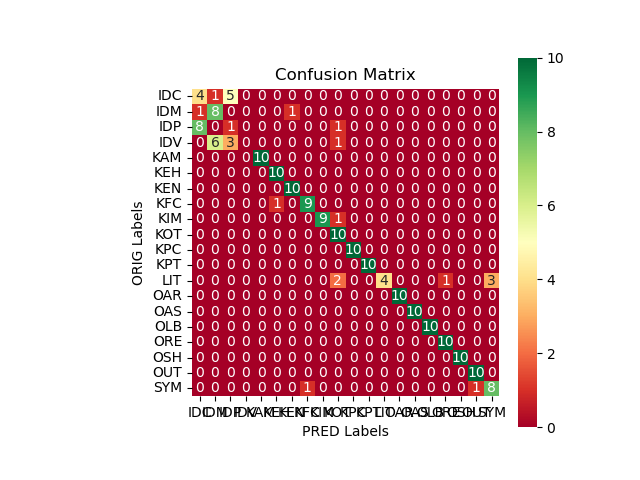 Confusion Matrix
IDC 4 1 5 0 0 0 0 0 0 0 0 0 0 0 0 0 0 0 0 0
IDM 1 8 0 0 0 0 1 0 0 0 0 0 0 0 0 0 0 0 0 0
IDP 8 0 1 0 0 0 0 0 0 1 0 0 0 0 0 0 0 0 0 0
IDV 0 6 3 0 0 0 0 0 0 1 0 0 0 0 0 0 0 0 0 0
KAM 0 0 0 0 10 0 0 0 0 0 0 0 0 0 0 0 0 0 0 0
KEH 0 0 0 0 0 10 0 0 0 0 0 0 0 0 0 0 0 0 0 0
KEN 0 0 0 0 0 0 10 0 0 0 0 0 0 0 0 0 0 0 0 0
KFC 0 0 0 0 0 1 0 9 0 0 0 0 0 0 0 0 0 0 0 0
KIM 0 0 0 0 0 0 0 0 9 1 0 0 0 0 0 0 0 0 0 0
KOT 0 0 0 0 0 0 0 0 0 10 0 0 0 0 0 0 0 0 0 0
KPC 0 0 0 0 0 0 0 0 0 0 10 0 0 0 0 0 0 0 0 0
KPT 0 0 0 0 0 0 0 0 0 0 0 10 0 0 0 0 0 0 0 0
LIT 0 0 0 0 0 0 0 0 0 2 0 0 4 0 0 0 1 0 0 3
OAR 0 0 0 0 0 0 0 0 0 0 0 0 0 10 0 0 0 0 0 0
OAS 0 0 0 0 0 0 0 0 0 0 0 0 0 0 10 0 0 0 0 0
OLB 0 0 0 0 0 0 0 0 0 0 0 0 0 0 0 10 0 0 0 0
ORE 0 0 0 0 0 0 0 0 0 0 0 0 0 0 0 0 10 0 0 0
OSH 0 0 0 0 0 0 0 0 0 0 0 0 0 0 0 0 0 10 0 0
OUT 0 0 0 0 0 0 0 0 0 0 0 0 0 0 0 0 0 0 10 0
SYM 0 0 0 0 0 0 0 1 0 0 0 0 0 0 0 0 0 0 1 8
IDC IDM IDP IDV KAM KEH KEN KFC KIM KOT KPC KPT LIT OAR OAS OLB ORE OSH OUT SYM
PRED Labels
ORIG Labels
10
8
6
4
2
0